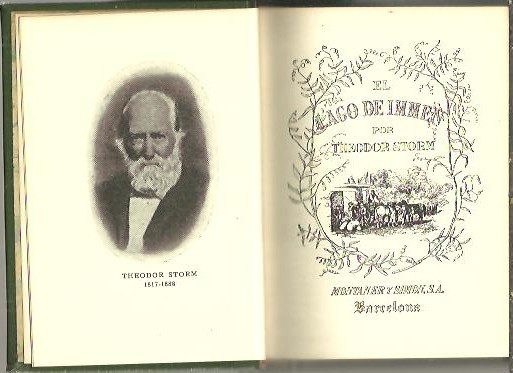 THEODOR STORM
1817-1888
EL
LAGO DE IMMEN
POR
THEODOR STORM
MONTANER Y SIMON, S.A.
Barcelona